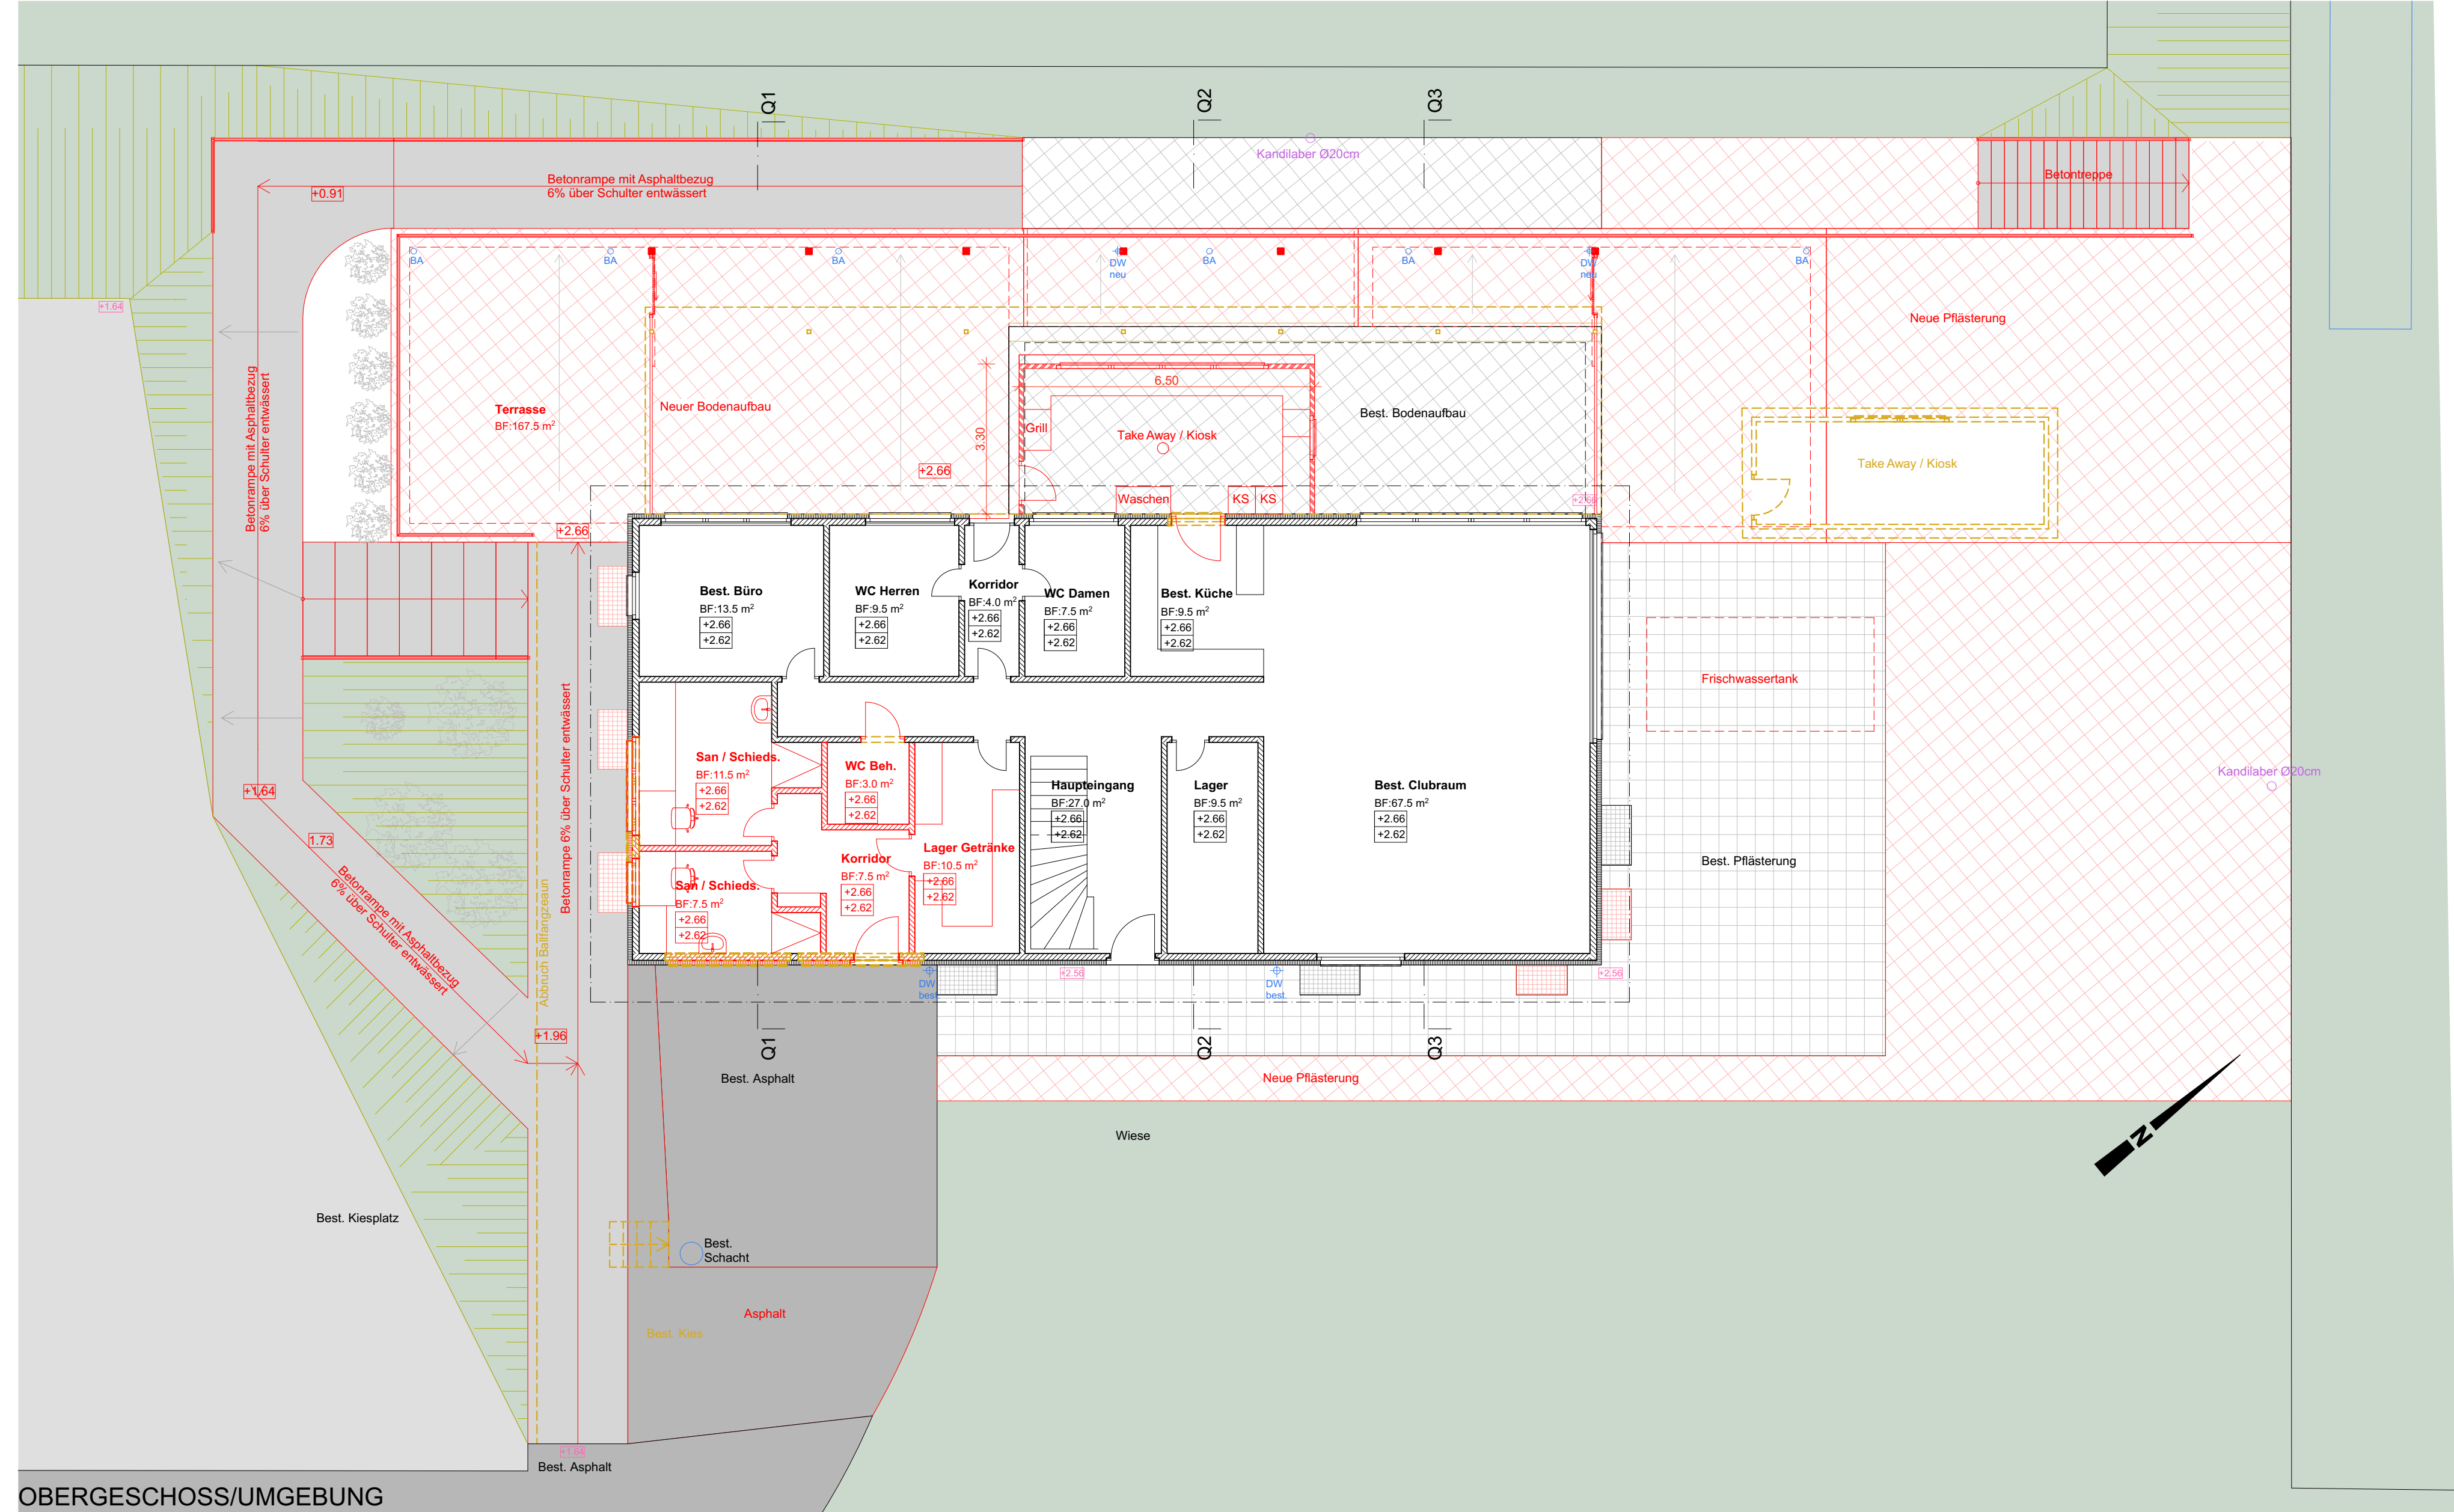 Q1
Q2
Q3
Kandilaber Ø20cm
Betonrampe mit Asphaltbezug
6% über Schulter entwässert
+0.91
Betontreppe
BA
BA
BA
DW
neu
BA
BA
DW
neu
BA
+1.64
Neue Pflästerung
Betonrampe mit Asphaltbezug
6% über Schulter entwässert
Terrasse
BF:167.5 m²
Neuer Bodenaufbau
6.50
3.30
Best. Bodenaufbau
Grill
Take Away / Kiosk
Take Away / Kiosk
+2.66
Waschen
KS
KS
+2.66
+2.66
Best. Büro
BF:13.5 m²
+2.66
+2.62
WC Herren
BF:9.5 m²
+2.66
+2.62
Korridor
BF:4.0 m²
+2.66
+2.62
WC Damen
BF:7.5 m²
+2.66
+2.62
Best. Küche
BF:9.5 m²
+2.66
+2.62
Frischwassertank
Betonrampe 6% über Schulter entwässert
San / Schieds.
BF:11.5 m²
+2.66
+2.62
WC Beh.
BF:3.0 m²
+2.66
+2.62
Haupteingang
BF:27.0 m²
+2.66
+2.62
Lager
BF:9.5 m²
+2.66
+2.62
Best. Clubraum
BF:67.5 m²
+2.66
+2.62
Kandilaber Ø20cm
+1.64
1.73
Betonrampe mit Asphaltbezug
6% über Schulter entwässert
Abbruch Ballfangzeaun
San / Schieds.
BF:7.5 m²
+2.66
+2.62
Korridor
BF:7.5 m²
+2.66
+2.62
Lager Getränke
BF:10.5 m²
+2.66
+2.62
Best. Pflästerung
DW
best.
+2.56
DW
best.
+2.56
+1.96
Q1
Q2
Q3
Best. Asphalt
Neue Pflästerung
Wiese
N
Best. Kiesplatz
Best.
Schacht
Asphalt
Best. Kies
+1.64
Best. Asphalt
OBERGESCHOSS/UMGEBUNG